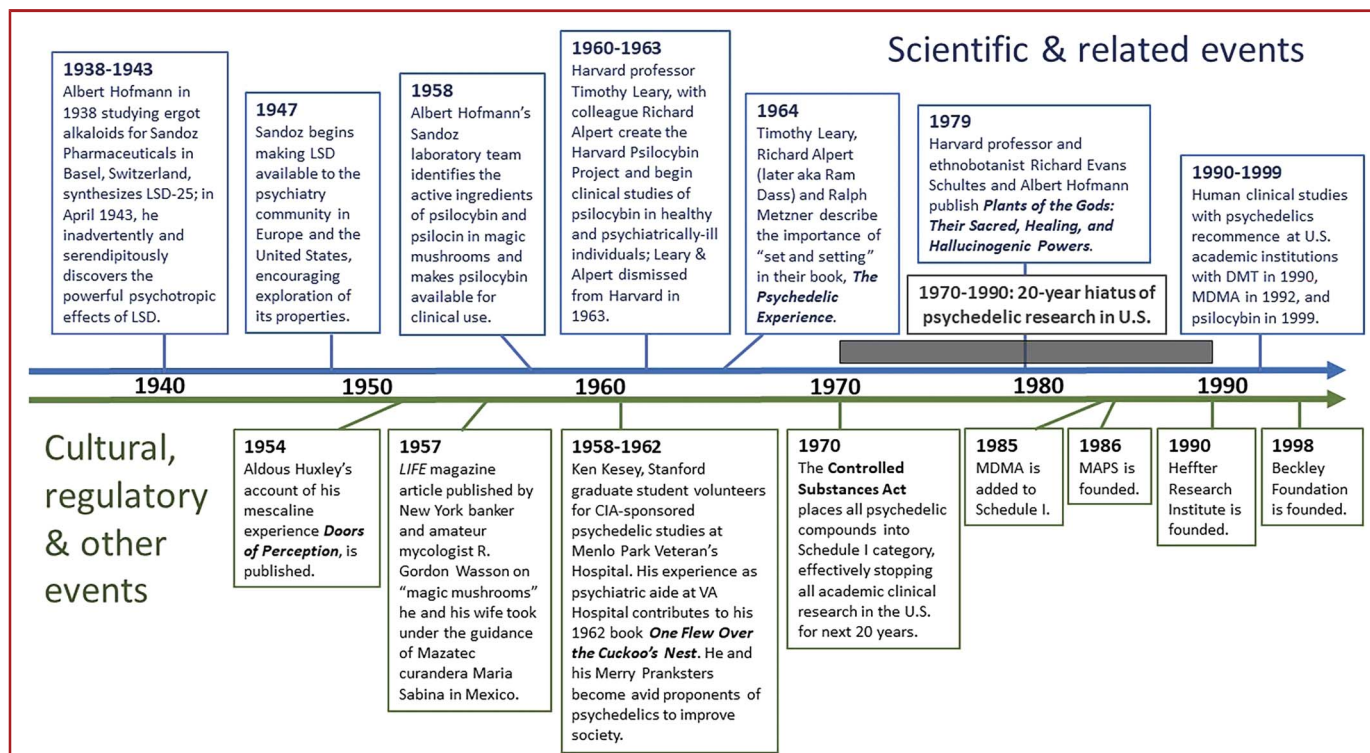 Scientific & related events
1938-1943
Albert Hofmann in
1938 studying ergot
alkaloids for Sandoz
Pharmaceuticals in
Basel, Switzerland,
synthesizes LSD-25; in
April 1943, he
inadvertently and
serendipitously
discovers the
powerful psychotropic
effects of LSD.
1947
Sandoz begins
making LSD
available to the
psychiatry
community in
Europe and the
United States,
encouraging
exploration of
its properties.
1958
Albert Hofmann’s
Sandoz
laboratory team
identifies the
active ingredients
of psilocybin and
psilocin in magic
mushrooms and
makes psilocybin
available for
clinical use.
1960-1963
Harvard professor
Timothy Leary, with
colleague Richard
Alpert create the
Harvard Psilocybin
Project and begin
clinical studies of
psilocybin in healthy
and psychiatrically-ill
individuals; Leary &
Alpert dismissed
from Harvard in
1963.
1964
Timothy Leary,
Richard Alpert
(later aka Ram
Dass) and Ralph
Metzner describe
the importance of
“set and setting”
in their book, The
Psychedelic
Experience.
1979
Harvard professor and
ethnobotanist Richard Evans
Schultes and Albert Hofmann
publish Plants of the Gods:
Their Sacred, Healing, and
Hallucinogenic Powers.
1970-1990: 20-year hiatus of
psychedelic research in U.S.
1990-1999
Human clinical studies
with psychedelics
recommence at U.S.
academic institutions
with DMT in 1990,
MDMA in 1992, and
psilocybin in 1999.
1940 1950 1960 1970 1980 1990
Cultural,
regulatory
& other
events
1954
Aldous Huxley’s
account of his
mescaline
experience Doors
of Perception, is
published.
1957
LIFE magazine
article published by
New York banker
and amateur
mycologist R.
Gordon Wasson on
“magic mushrooms”
he and his wife took
under the guidance
of Mazatec
curandera Maria
Sabina in Mexico.
1958-1962
Ken Kesey, Stanford
graduate student volunteers
for CIA-sponsored
psychedelic studies at
Menlo Park Veteran’s
Hospital. His experience as
psychiatric aide at VA
Hospital contributes to his
1962 book One Flew Over
the Cuckoo’s Nest. He and
his Merry Pranksters
become avid proponents of
psychedelics to improve
society.
1970
The Controlled
Substances Act
places all psychedelic
compounds into
Schedule I category,
effectively stopping
all academic clinical
research in the U.S.
for next 20 years.
1985
MDMA is
added to
Schedule I.
1986
MAPS is
founded.
1990
Heffter
Research
Institute is
founded.
1998
Beckley
Foundation
is founded.